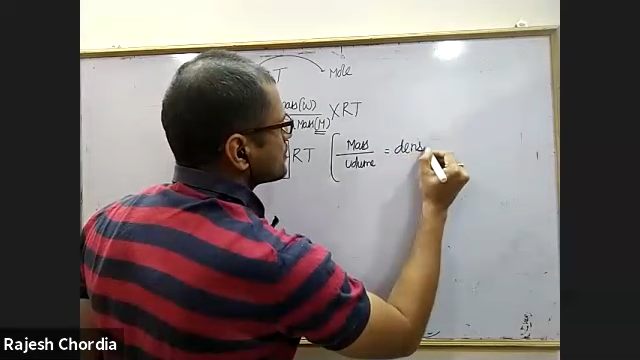 T Mole
Mass(W) XRT
Mass(M)
RT [ Mass = dens
Volume
Rajesh Chordia